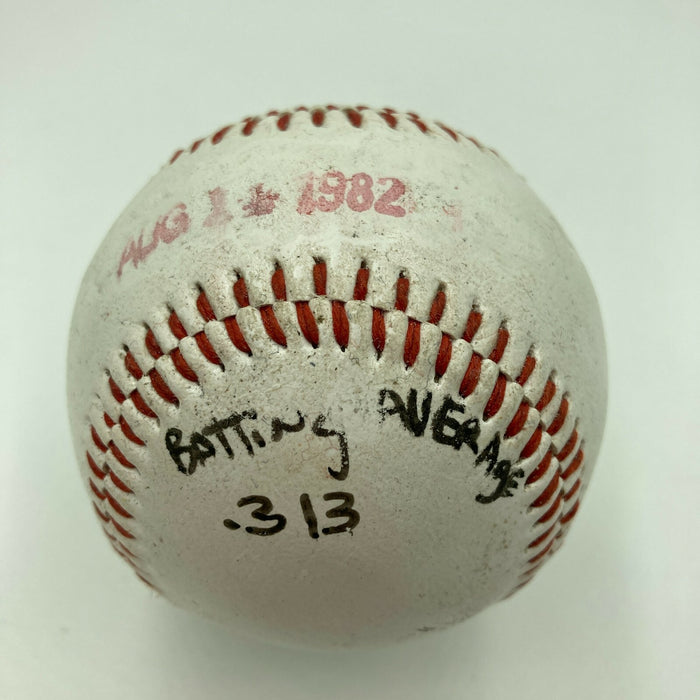 AUG 1 1982
BATTiNg AVERAgE
.313